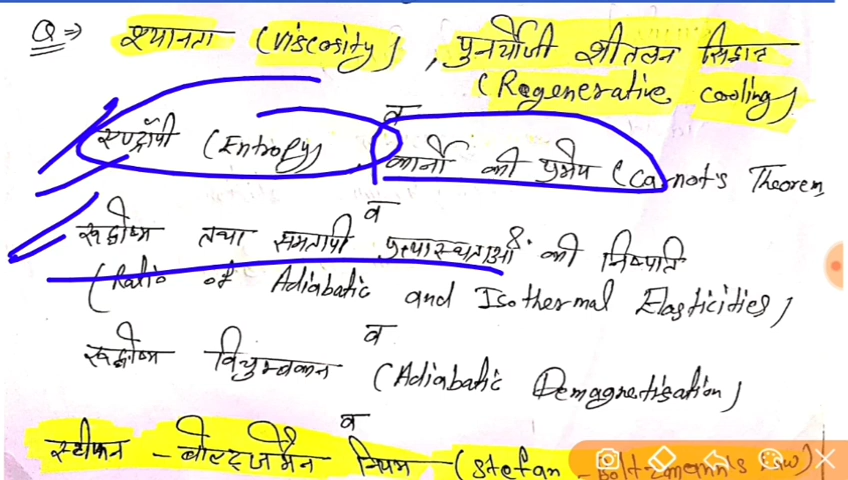 Q ⇒ श्यानता (Viscosity), पुनर्योजी शीतलन सिद्धांत
(Regenerative cooling)
व
एण्ट्रॉपी (Entropy) कार्नो की प्रमेय (Carnot's Theorem
व
रूद्धोष्म तथा समतापी प्रत्यास्थताओं की निष्पत्ति
(Ratio of Adiabatic and Isothermal Elasticities)
व
रूद्धोष्म विचुम्बकन (Adiabatic Demagnetisation)
व
स्टीफन - बोल्ट्जमैन नियम (Stefan - Boltzmann's law)